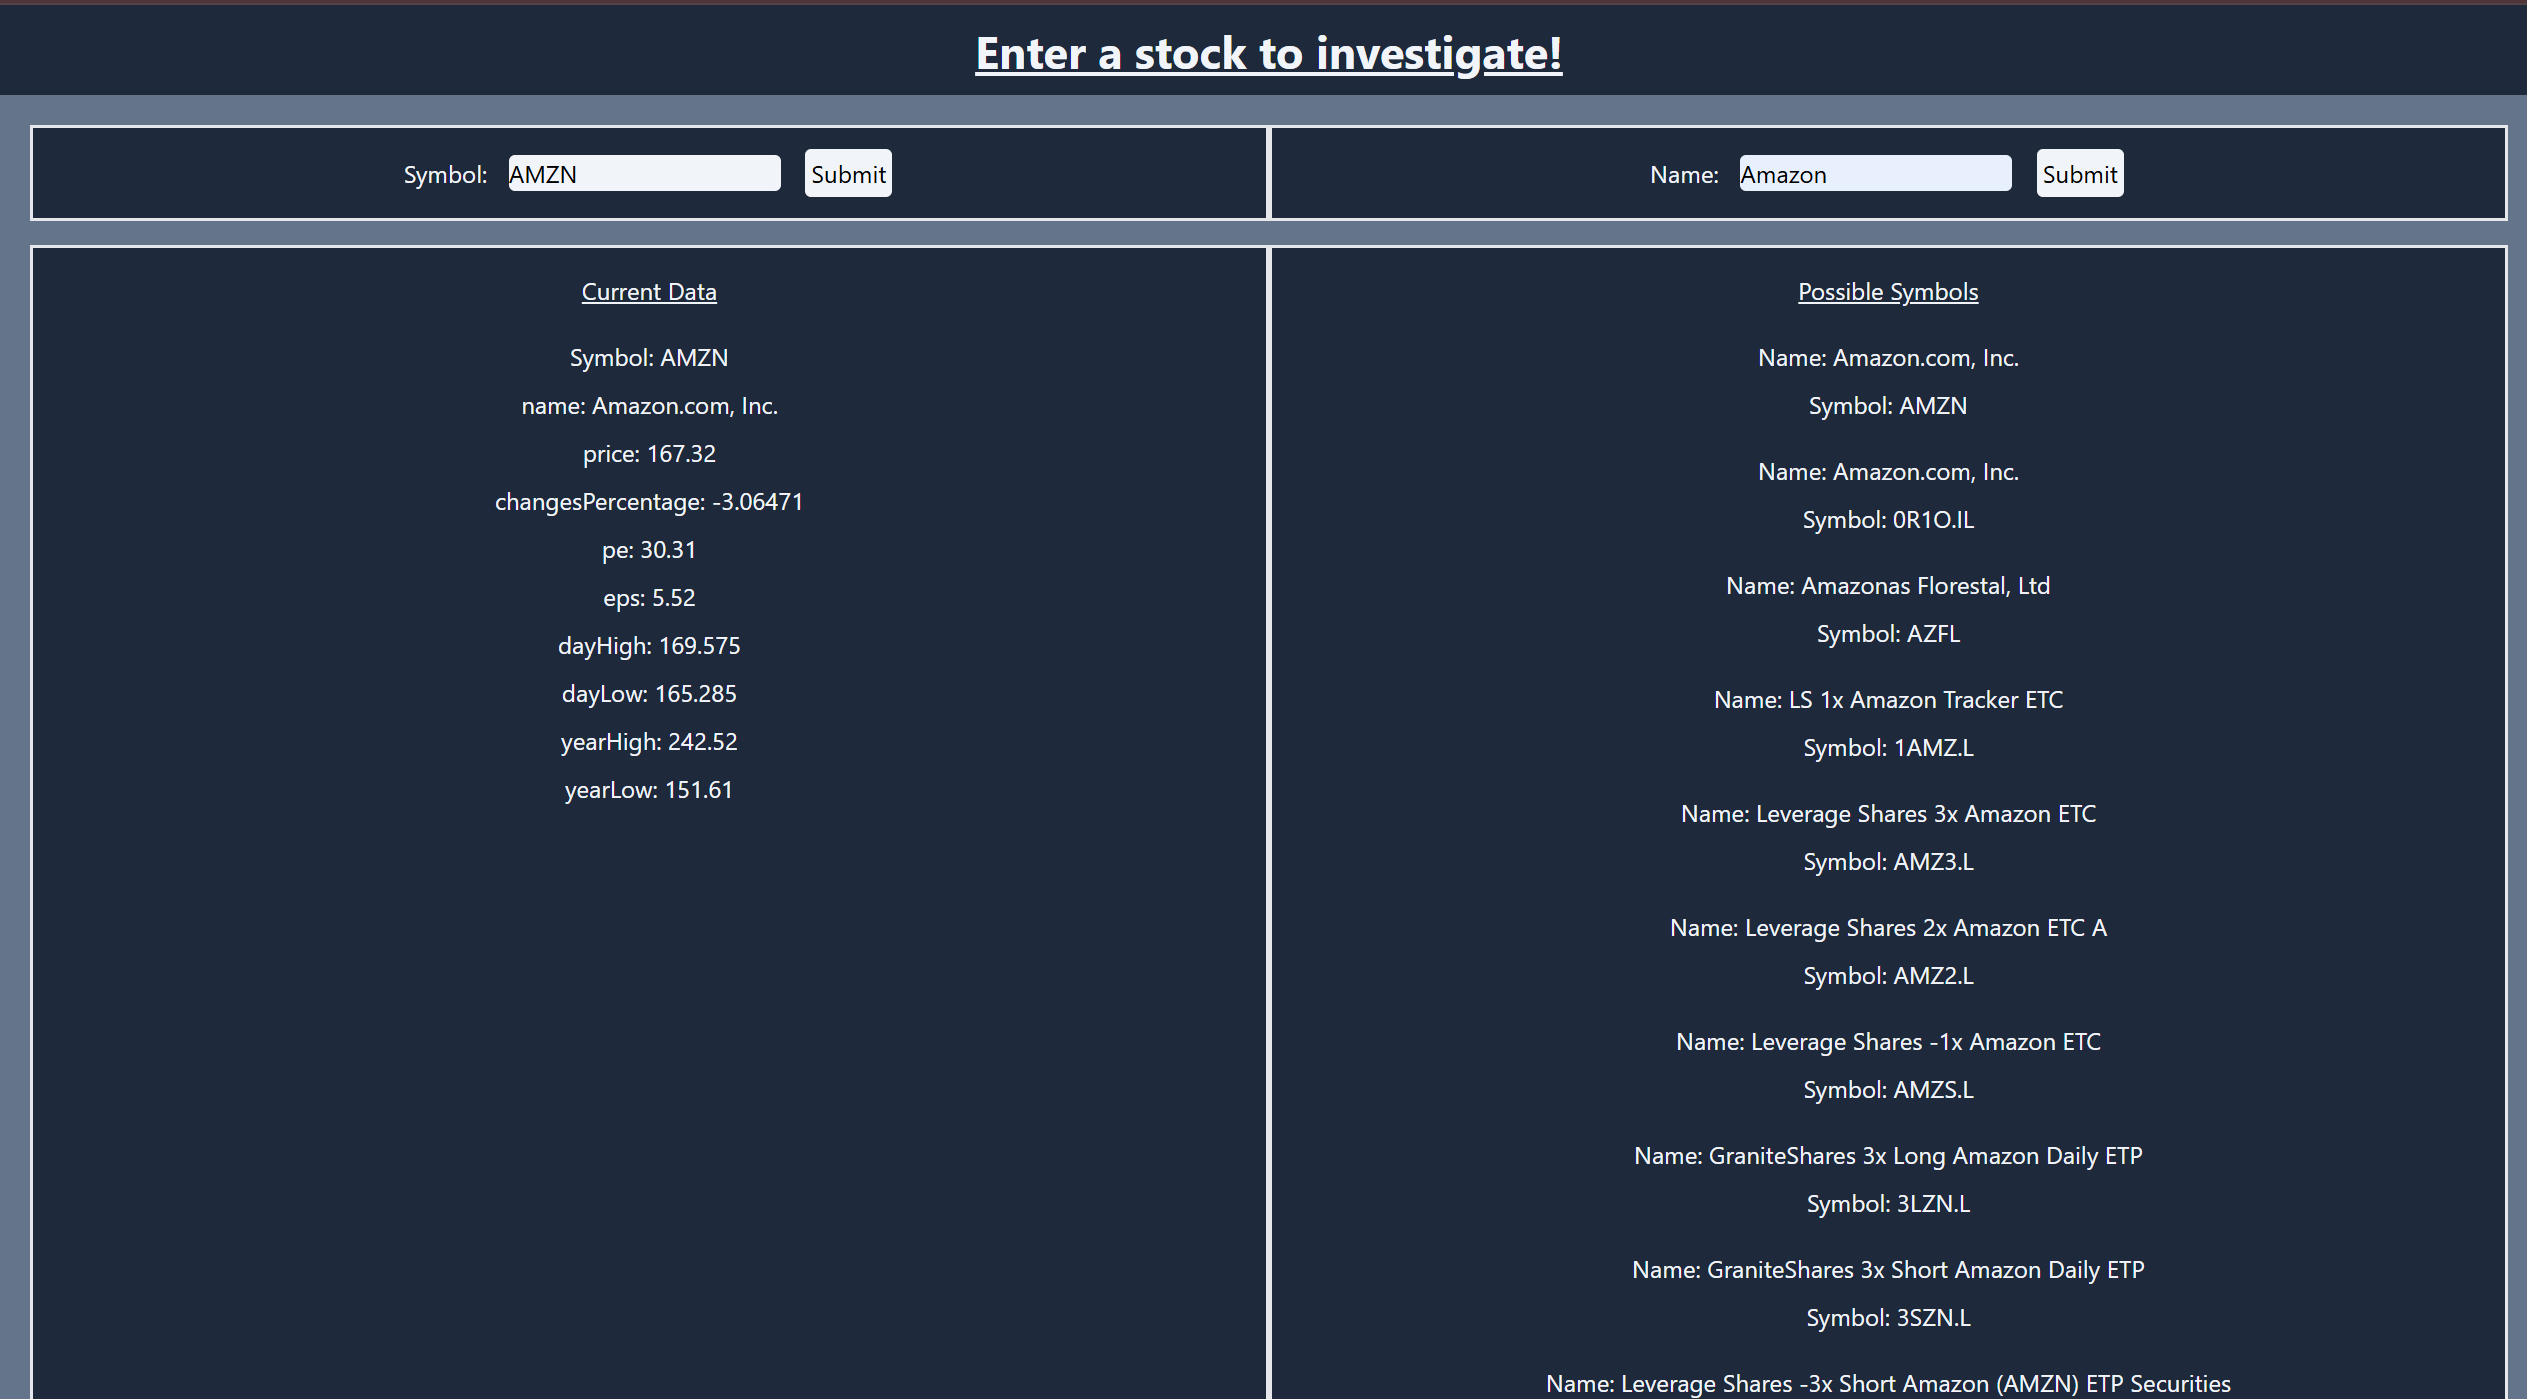 Enter a stock to investigate!
Symbol: AMZN Submit
Name: Amazon Submit
Current Data
Symbol: AMZN
name: Amazon.com, Inc.
price: 167.32
changesPercentage: -3.06471
pe: 30.31
eps: 5.52
dayHigh: 169.575
dayLow: 165.285
yearHigh: 242.52
yearLow: 151.61
Possible Symbols
Name: Amazon.com, Inc.
Symbol: AMZN
Name: Amazon.com, Inc.
Symbol: 0R1O.IL
Name: Amazonas Florestal, Ltd
Symbol: AZFL
Name: LS 1x Amazon Tracker ETC
Symbol: 1AMZ.L
Name: Leverage Shares 3x Amazon ETC
Symbol: AMZ3.L
Name: Leverage Shares 2x Amazon ETC A
Symbol: AMZ2.L
Name: Leverage Shares -1x Amazon ETC
Symbol: AMZS.L
Name: GraniteShares 3x Long Amazon Daily ETP
Symbol: 3LZN.L
Name: GraniteShares 3x Short Amazon Daily ETP
Symbol: 3SZN.L
Name: Leverage Shares -3x Short Amazon (AMZN) ETP Securities